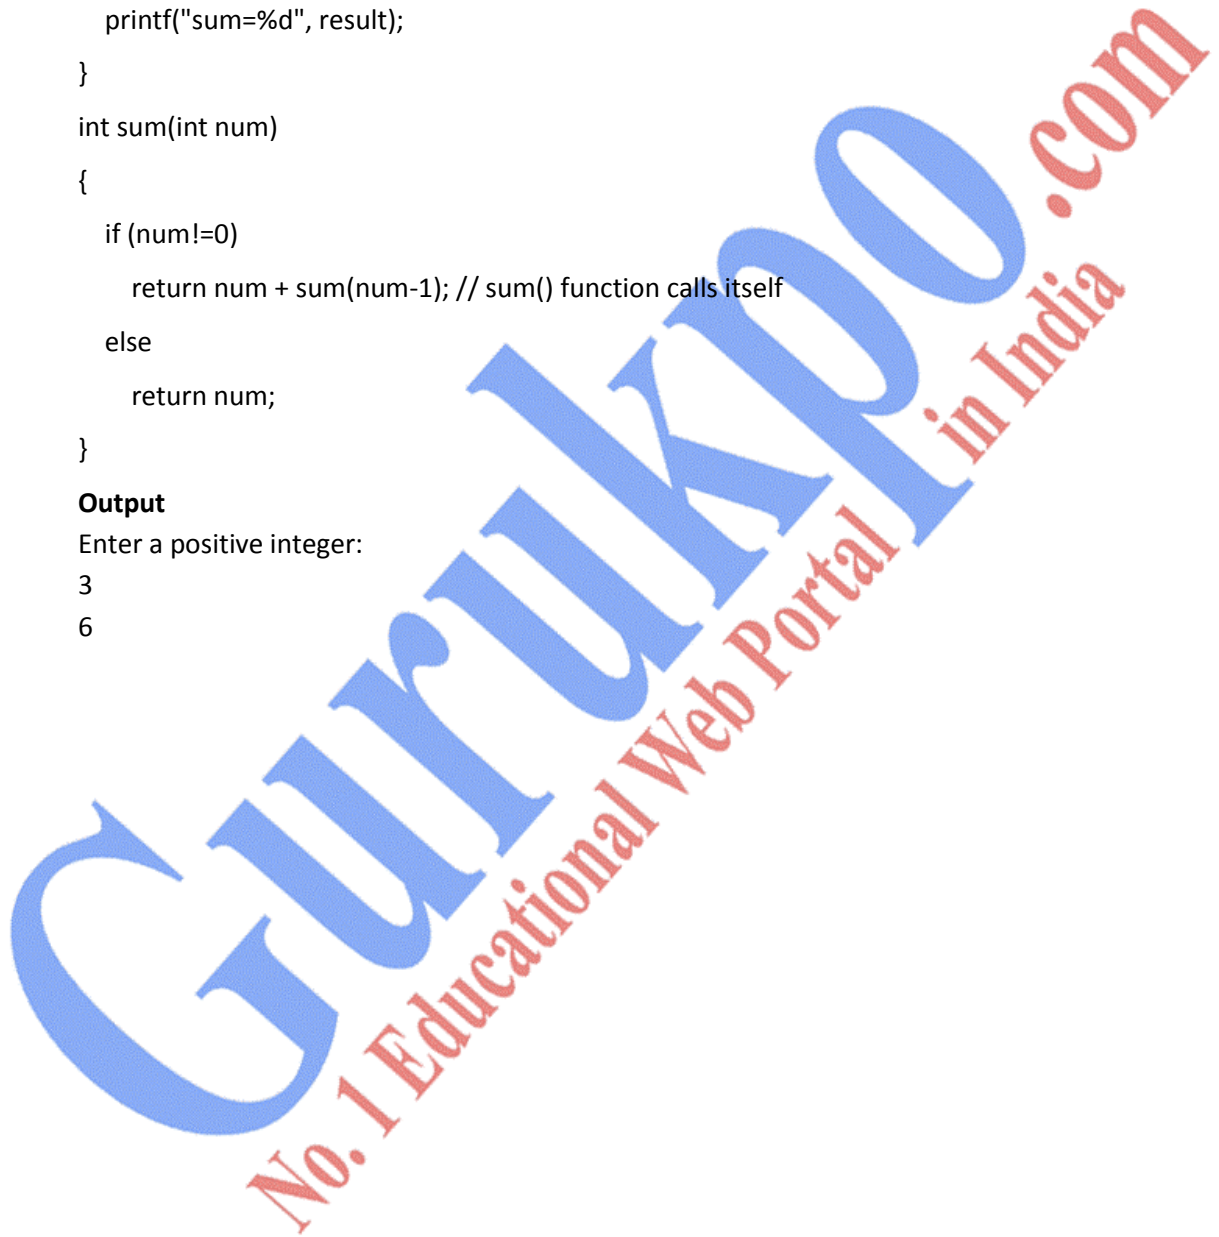 printf("sum=%d", result);
}
int sum(int num)
{
if (num!=0)
return num + sum(num-1); // sum() function calls itself
else
return num;
}
Output
Enter a positive integer:
3
6
Gurukpo.com
No. 1 Educational Web Portal in India